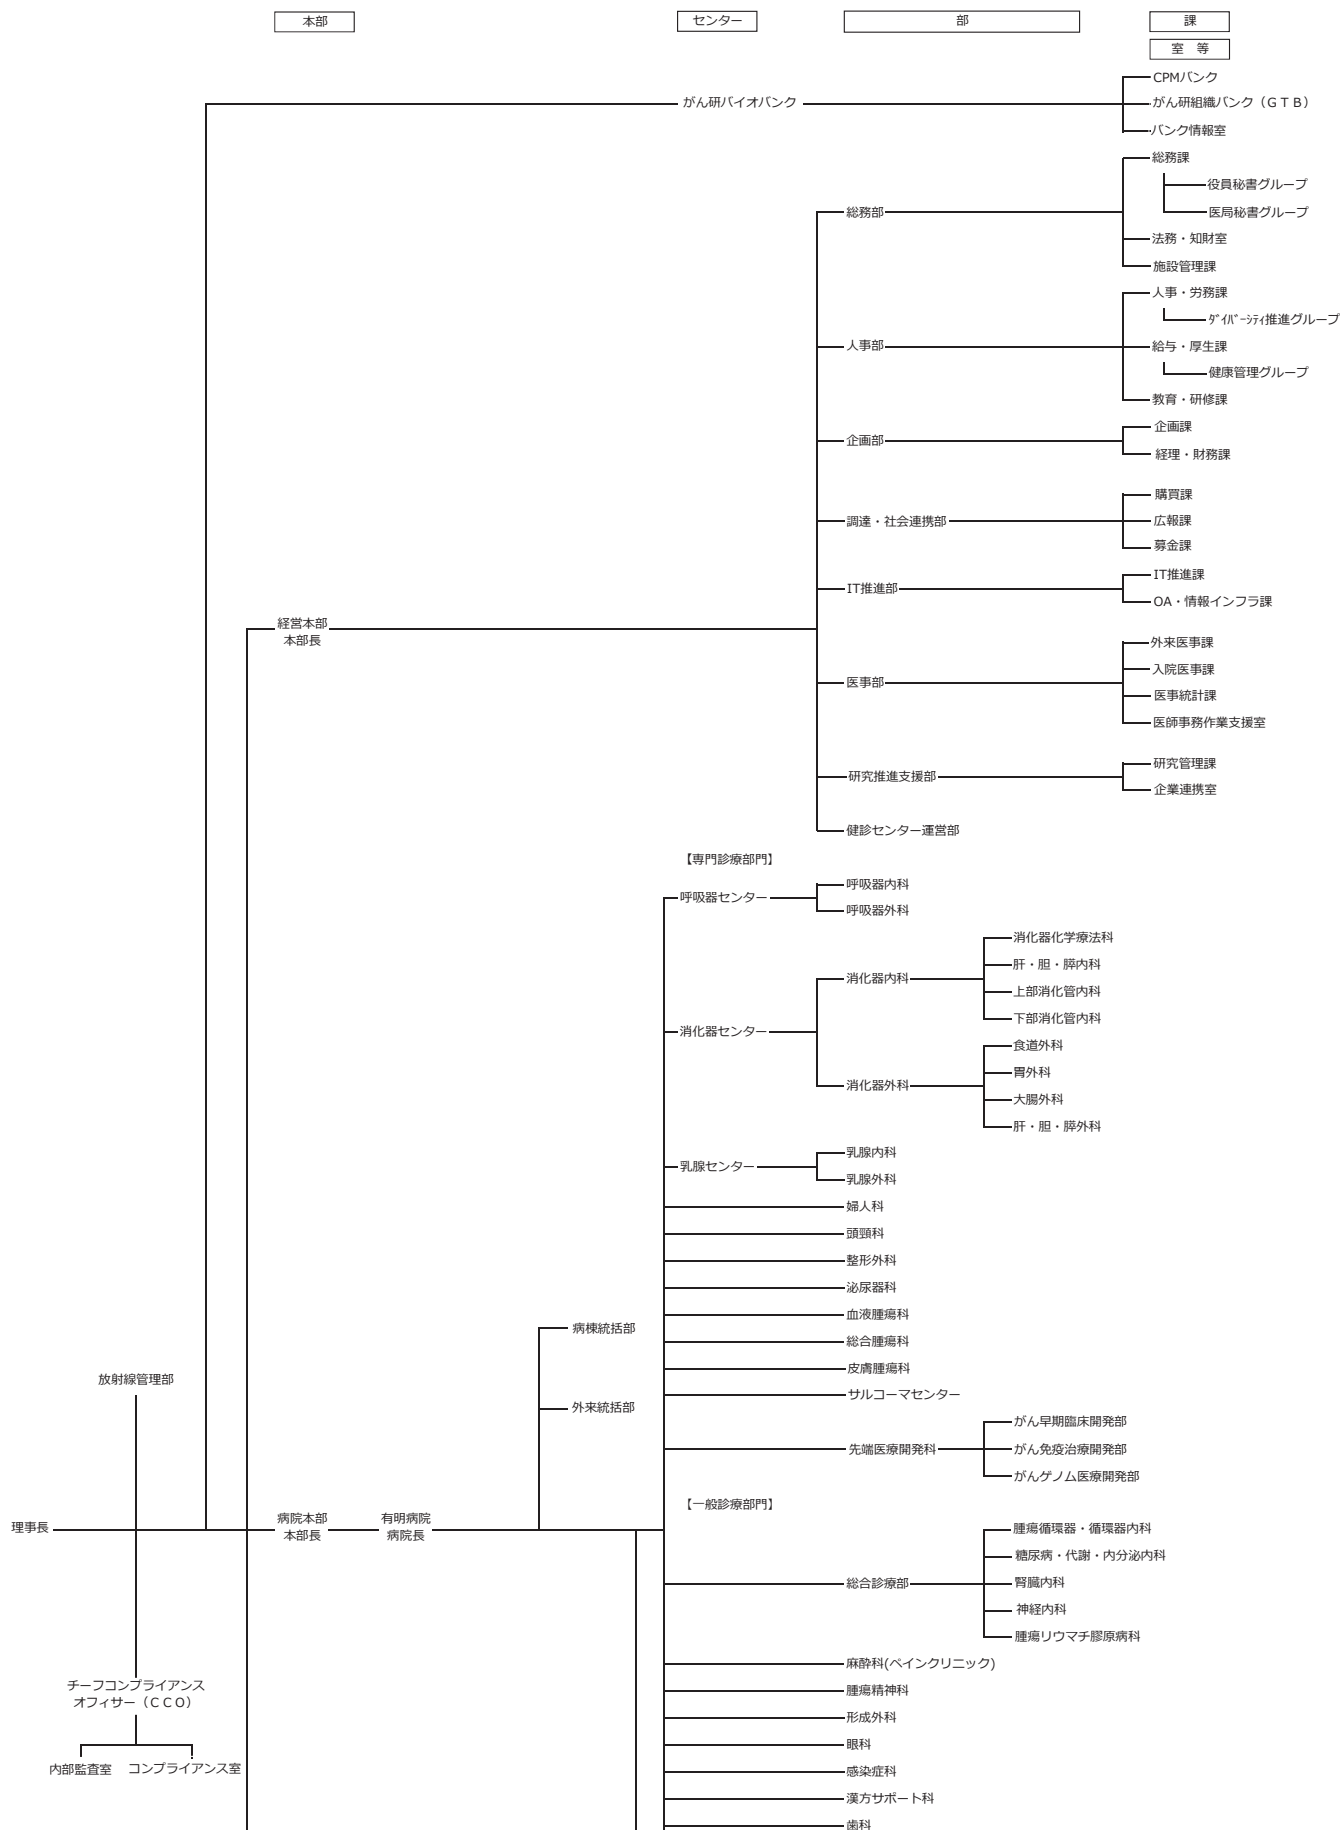 本部
センター
部
課
室 等
CPMバンク
がん研バイオバンク
がん研組織バンク（ＧＴＢ）
バンク情報室
総務課
役員秘書グループ
総務部
医局秘書グループ
法務・知財室
施設管理課
人事・労務課
ﾀﾞｲﾊﾞｰｼﾃｨ推進グループ
人事部
給与・厚生課
健康管理グループ
教育・研修課
企画課
企画部
経理・財務課
購買課
調達・社会連携部
広報課
募金課
IT推進課
IT推進部
OA・情報インフラ課
経営本部
本部長
外来医事課
入院医事課
医事部
医事統計課
医師事務作業支援室
研究管理課
研究推進支援部
企業連携室
健診センター運営部
【専門診療部門】
呼吸器内科
呼吸器センター
呼吸器外科
消化器化学療法科
肝・胆・膵内科
消化器内科
上部消化管内科
下部消化管内科
消化器センター
食道外科
胃外科
消化器外科
大腸外科
肝・胆・膵外科
乳腺内科
乳腺センター
乳腺外科
婦人科
頭頸科
整形外科
泌尿器科
血液腫瘍科
病棟統括部
総合腫瘍科
皮膚腫瘍科
放射線管理部
サルコーマセンター
外来統括部
がん早期臨床開発部
先端医療開発科
がん免疫治療開発部
がんゲノム医療開発部
【一般診療部門】
理事長
病院本部
本部長
有明病院
病院長
腫瘍循環器・循環器内科
糖尿病・代謝・内分泌内科
総合診療部
腎臓内科
神経内科
腫瘍リウマチ膠原病科
麻酔科(ペインクリニック)
チーフコンプライアンス
オフィサー（ＣＣＯ）
腫瘍精神科
形成外科
眼科
内部監査室
コンプライアンス室
感染症科
漢方サポート科
歯科